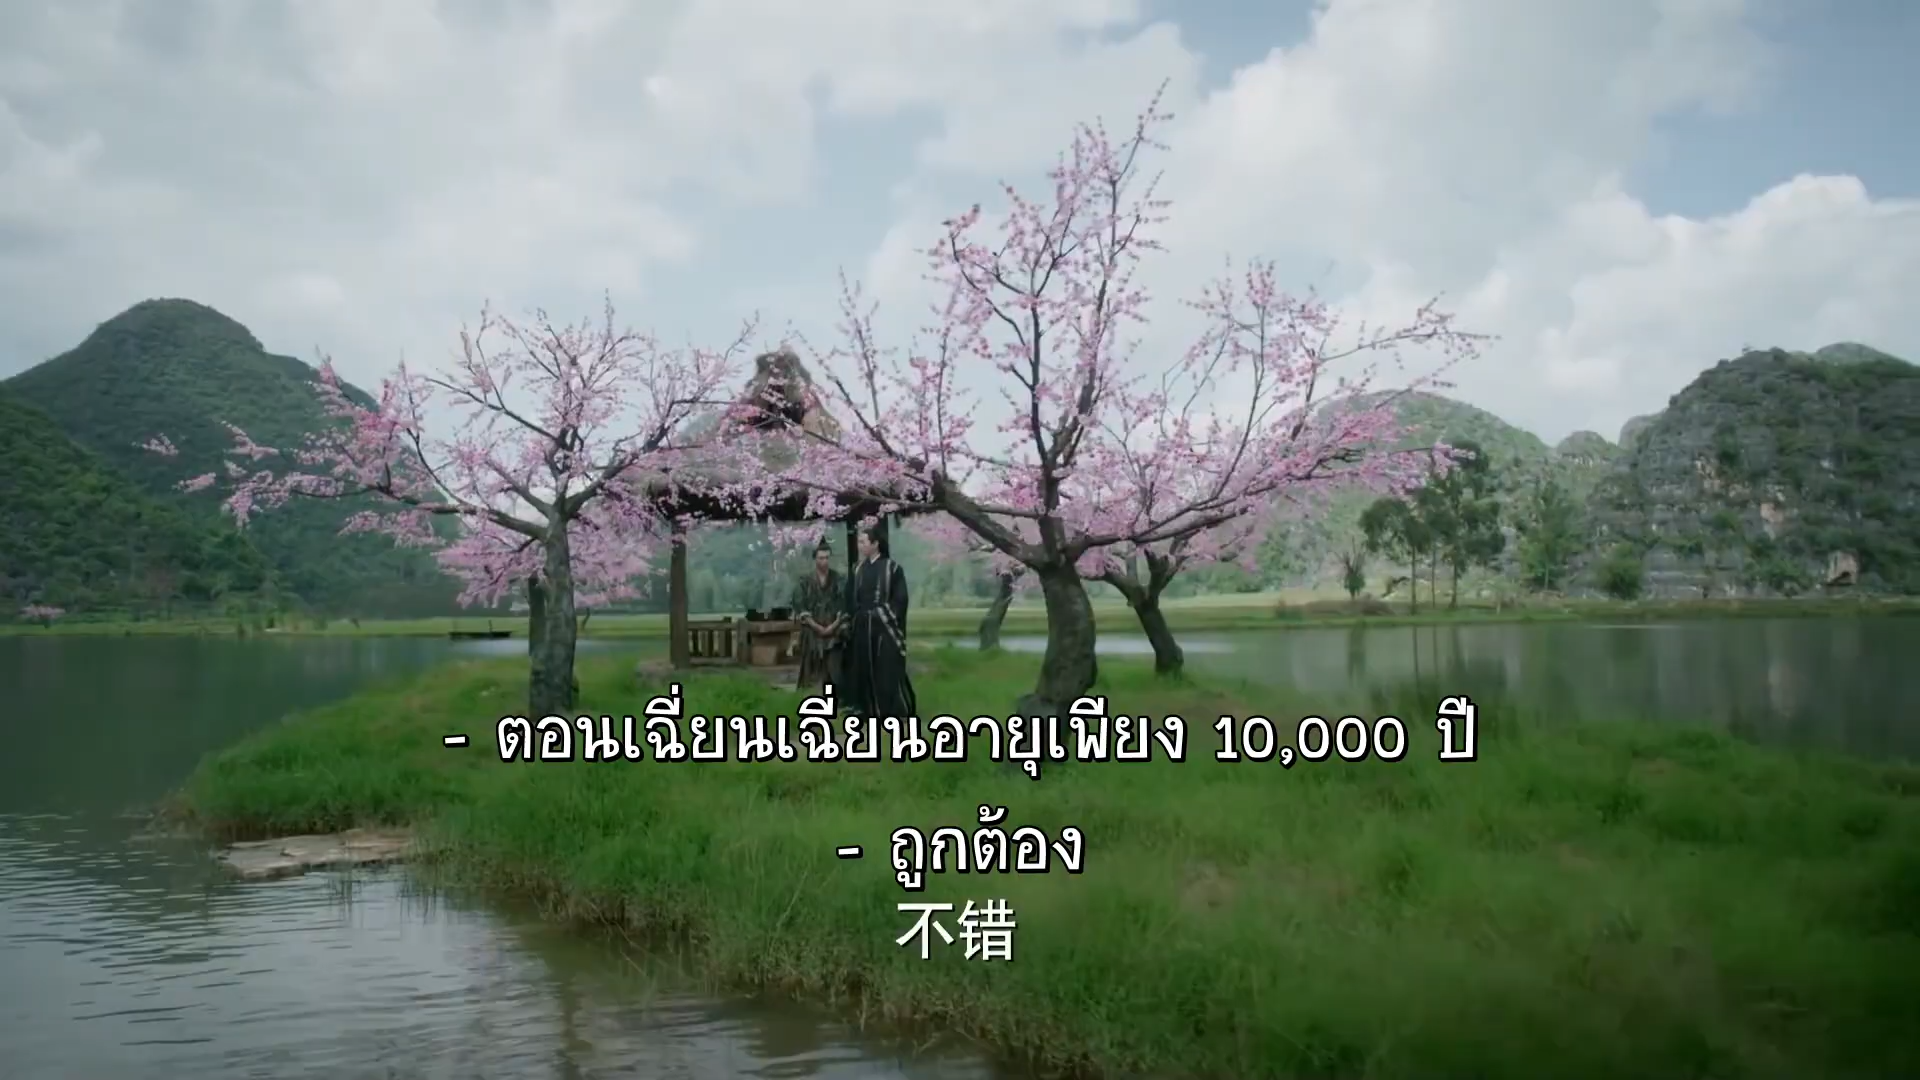 - ตอนเฉี่ยนเฉี่ยนอายุเพียง 10,000 ปี
- ถูกต้อง
不错